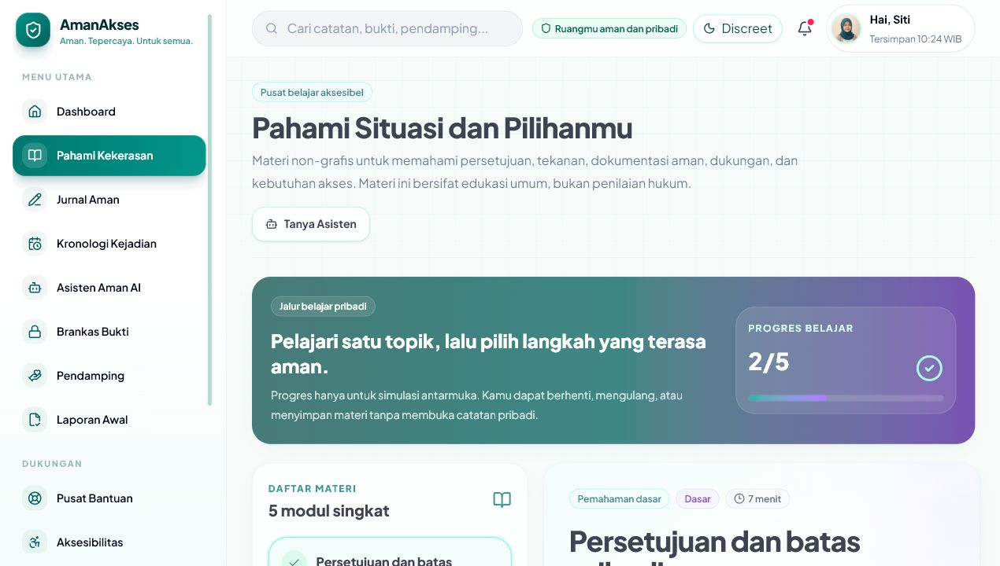 AmanAkses
Aman. Tepercaya. Untuk semua.
MENU UTAMA
Dashboard
Pahami Kekerasan
Jurnal Aman
Kronologi Kejadian
Asisten Aman AI
Brankas Bukti
Pendamping
Laporan Awal
DUKUNGAN
Pusat Bantuan
Aksesibilitas
Cari catatan, bukti, pendamping...
Ruangmu aman dan pribadi
Discreet
Hai, Siti
Tersimpan 10:24 WIB
Pusat belajar aksesibel
Pahami Situasi dan Pilihanmu
Materi non-grafis untuk memahami persetujuan, tekanan, dokumentasi aman, dukungan, dan
kebutuhan akses. Materi ini bersifat edukasi umum, bukan penilaian hukum.
Tanya Asisten
Jalur belajar pribadi
Pelajari satu topik, lalu pilih langkah yang terasa
aman.
Progres hanya untuk simulasi antarmuka. Kamu dapat berhenti, mengulang, atau
menyimpan materi tanpa membuka catatan pribadi.
PROGRES BELAJAR
2/5
DAFTAR MATERI
5 modul singkat
Persetujuan dan batas
Pemahaman dasar
Dasar
7 menit
Persetujuan dan batas